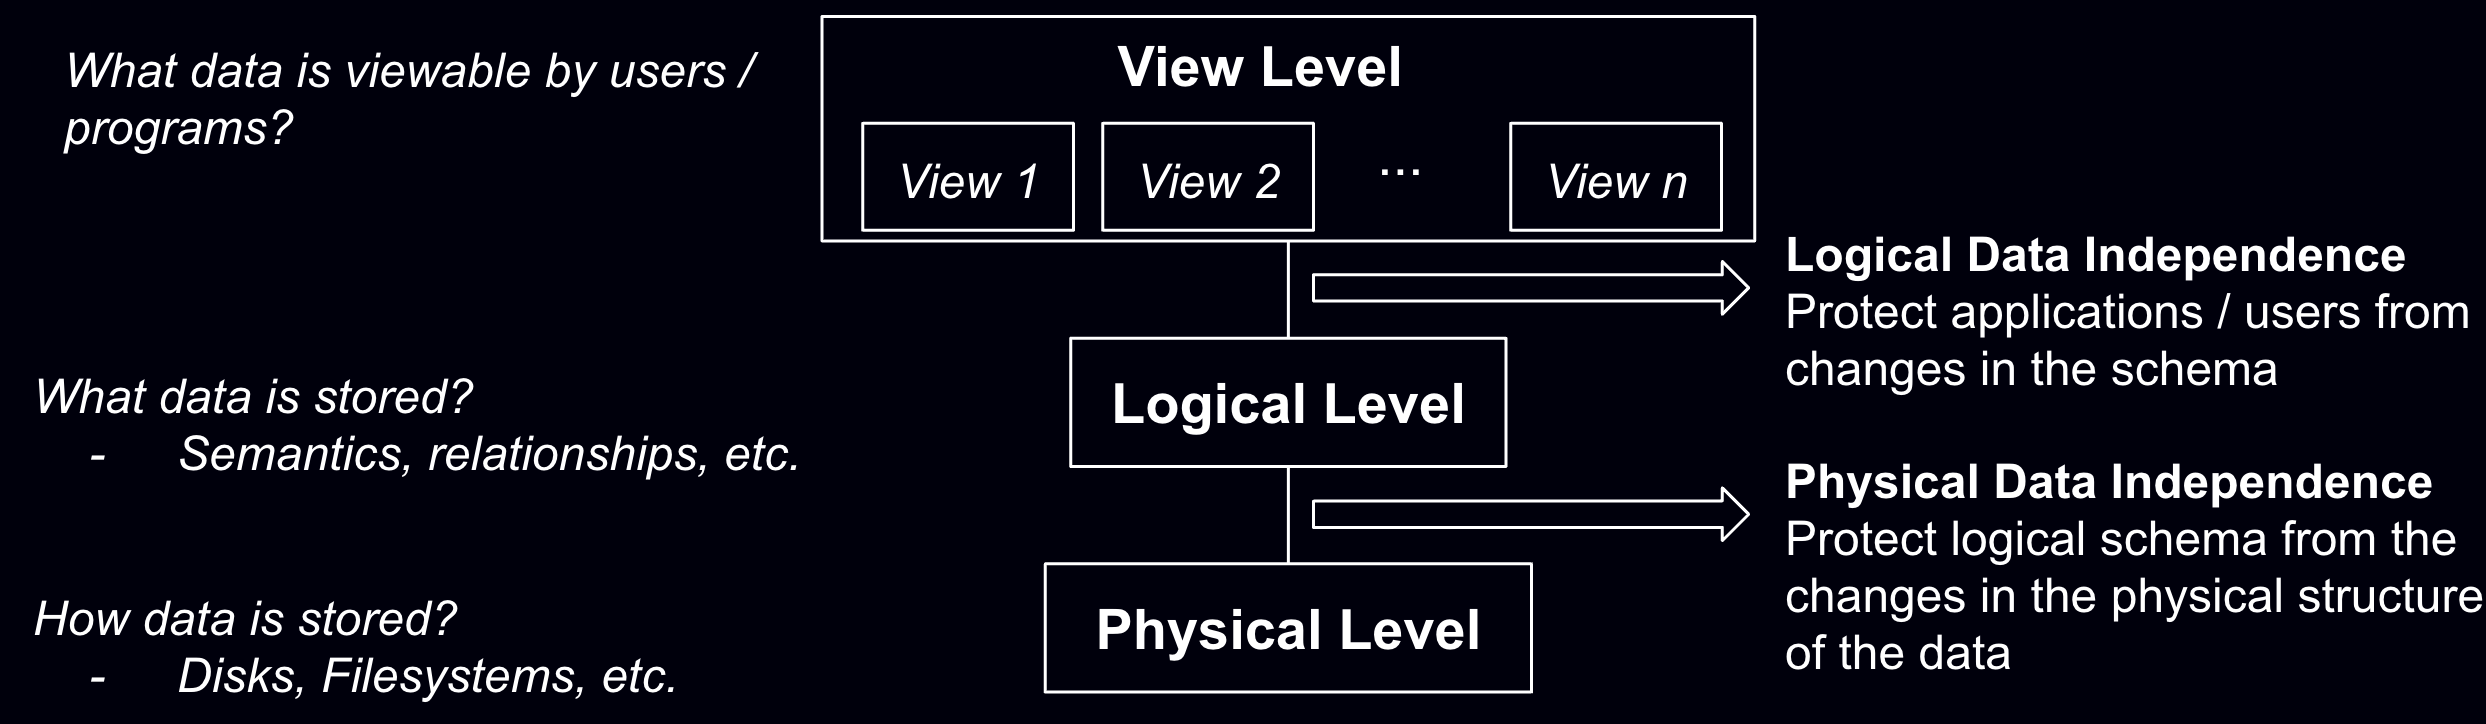 What data is viewable by users /
programs?
View Level
View 1
View 2
...
View n
Logical Data Independence
Protect applications / users from
changes in the schema
What data is stored?
- Semantics, relationships, etc.
Logical Level
Physical Data Independence
Protect logical schema from the
changes in the physical structure
of the data
How data is stored?
- Disks, Filesystems, etc.
Physical Level